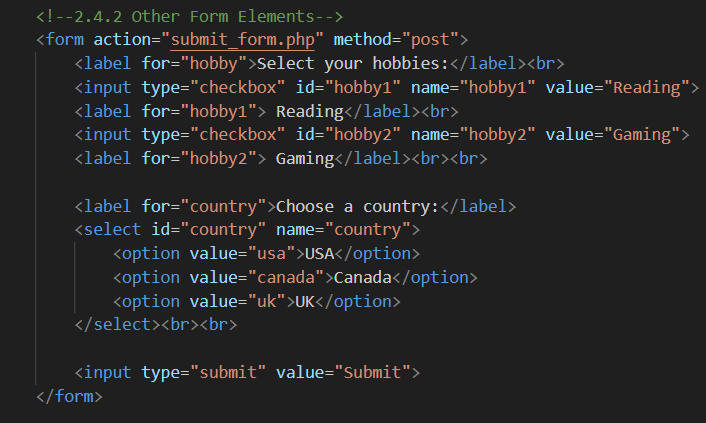 <!--2.4.2 Other Form Elements-->
<form action="submit_form.php" method="post">
    <label for="hobby">Select your hobbies:</label><br>
    <input type="checkbox" id="hobby1" name="hobby1" value="Reading">
    <label for="hobby1"> Reading</label><br>
    <input type="checkbox" id="hobby2" name="hobby2" value="Gaming">
    <label for="hobby2"> Gaming</label><br><br>

    <label for="country">Choose a country:</label>
    <select id="country" name="country">
        <option value="usa">USA</option>
        <option value="canada">Canada</option>
        <option value="uk">UK</option>
    </select><br><br>

    <input type="submit" value="Submit">
</form>